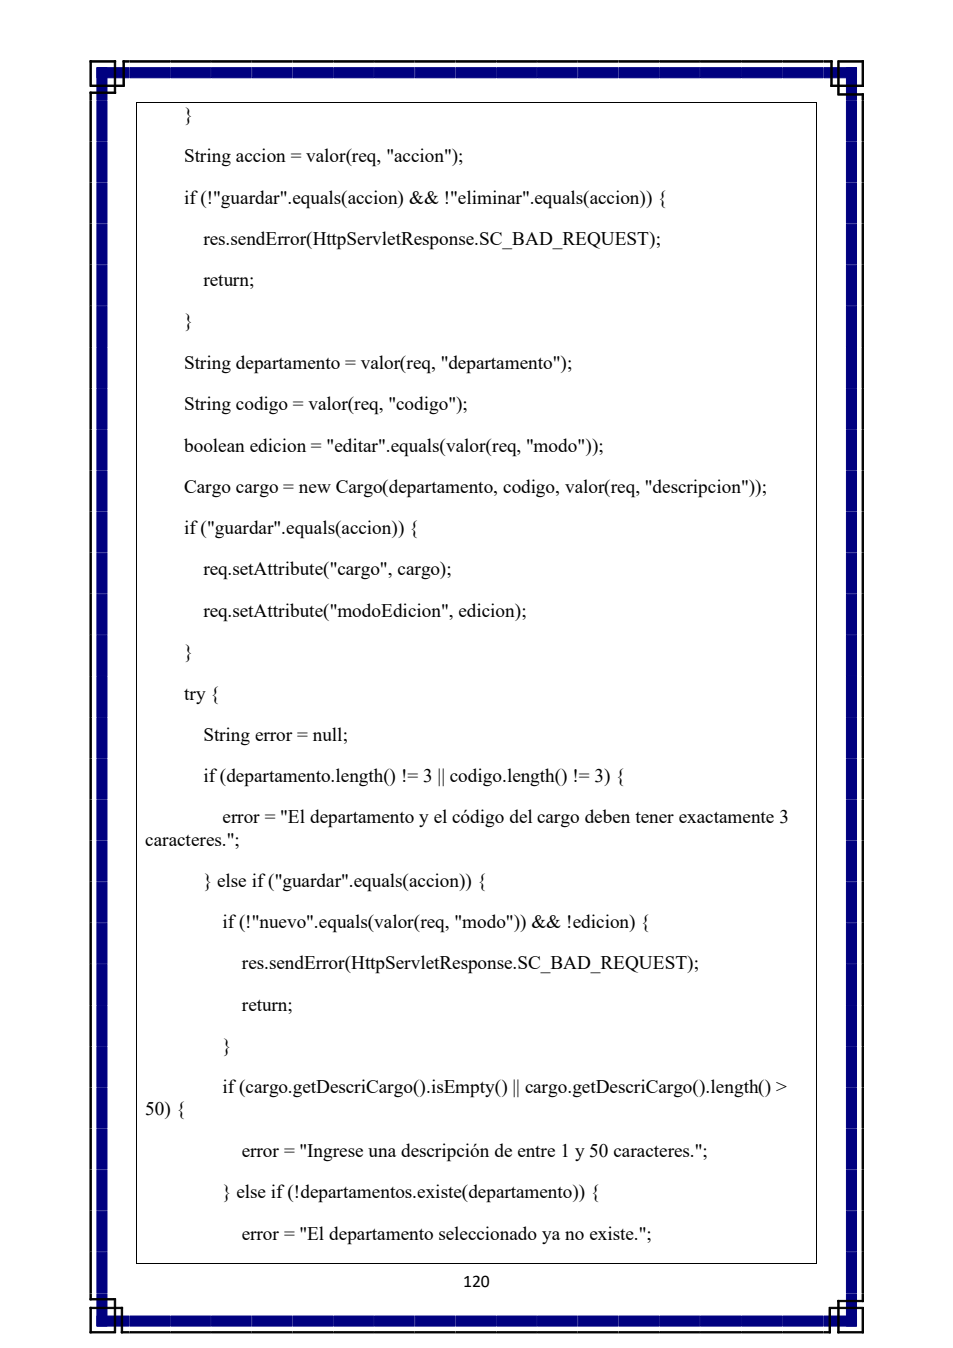 }
String accion = valor(req, "accion");
if (!"guardar".equals(accion) && !"eliminar".equals(accion)) {
res.sendError(HttpServletResponse.SC_BAD_REQUEST);
return;
}
String departamento = valor(req, "departamento");
String codigo = valor(req, "codigo");
boolean edicion = "editar".equals(valor(req, "modo"));
Cargo cargo = new Cargo(departamento, codigo, valor(req, "descripcion"));
if ("guardar".equals(accion)) {
req.setAttribute("cargo", cargo);
req.setAttribute("modoEdicion", edicion);
}
try {
String error = null;
if (departamento.length() != 3 || codigo.length() != 3) {
error = "El departamento y el código del cargo deben tener exactamente 3
caracteres.";
} else if ("guardar".equals(accion)) {
if (!"nuevo".equals(valor(req, "modo")) && !edicion) {
res.sendError(HttpServletResponse.SC_BAD_REQUEST);
return;
}
if (cargo.getDescriCargo().isEmpty() || cargo.getDescriCargo().length() >
50) {
error = "Ingrese una descripción de entre 1 y 50 caracteres.";
} else if (!departamentos.existe(departamento)) {
error = "El departamento seleccionado ya no existe.";
120